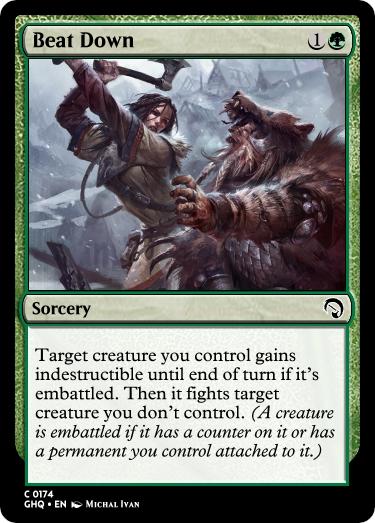 Beat Down 1
Sorcery
Target creature you control gains
indestructible until end of turn if it's
embattled. Then it fights target
creature you don't control. (A creature
is embattled if it has a counter on it or has
a permanent you control attached to it.)
C 0174
GHQ • EN Michal Ivan